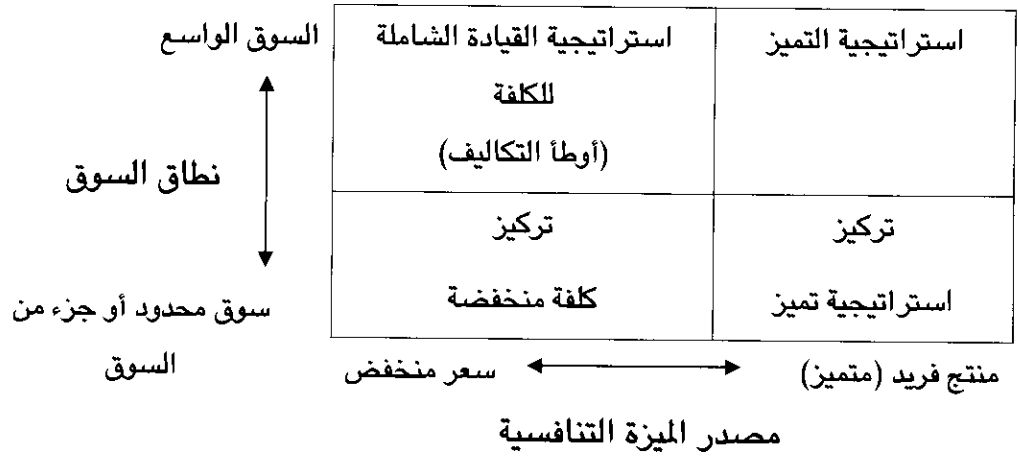 السوق الواسع
نطاق السوق
سوق محدود أو جزء من
السوق
استراتيجية التميز
استراتيجية القيادة الشاملة
للكلفة
(أوطأ التكاليف)
تركيز
استراتيجية تميز
تركيز
كلفة منخفضة
منتج فريد (متميز)
سعر منخفض
مصدر الميزة التنافسية